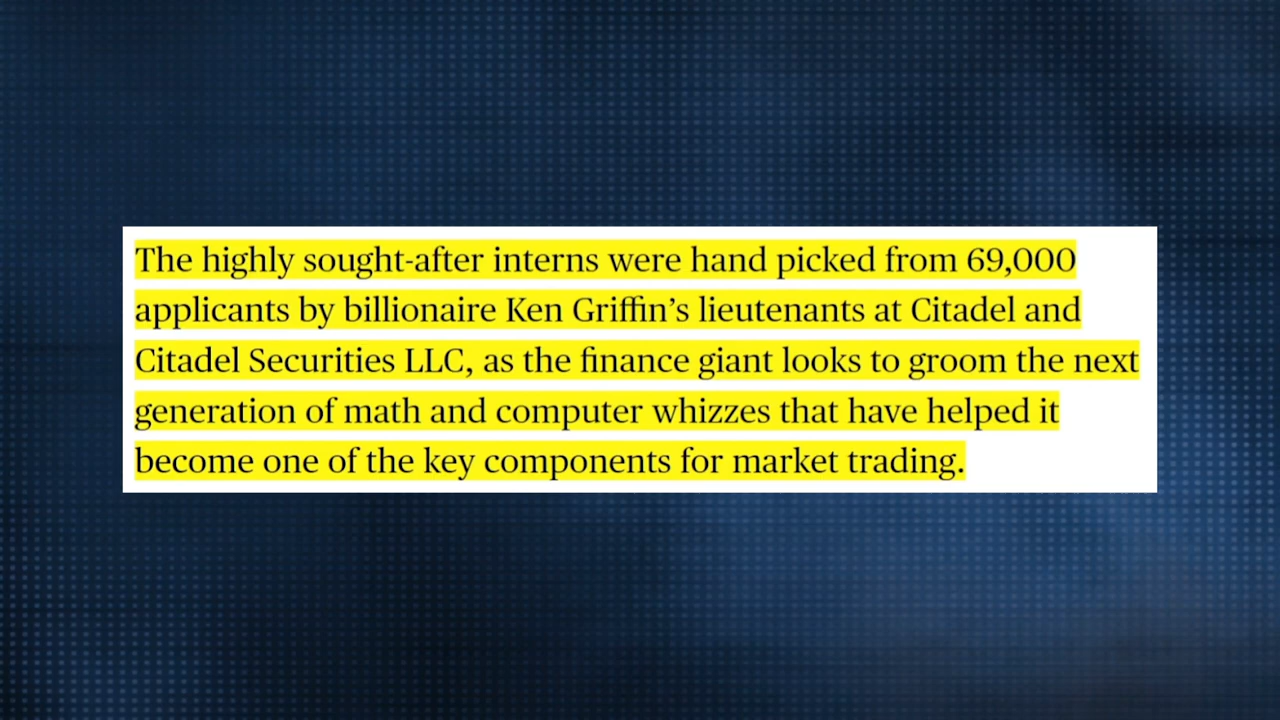 The highly sought-after interns were hand picked from 69,000
applicants by billionaire Ken Griffin’s lieutenants at Citadel and
Citadel Securities LLC, as the finance giant looks to groom the next
generation of math and computer whizzes that have helped it
become one of the key components for market trading.